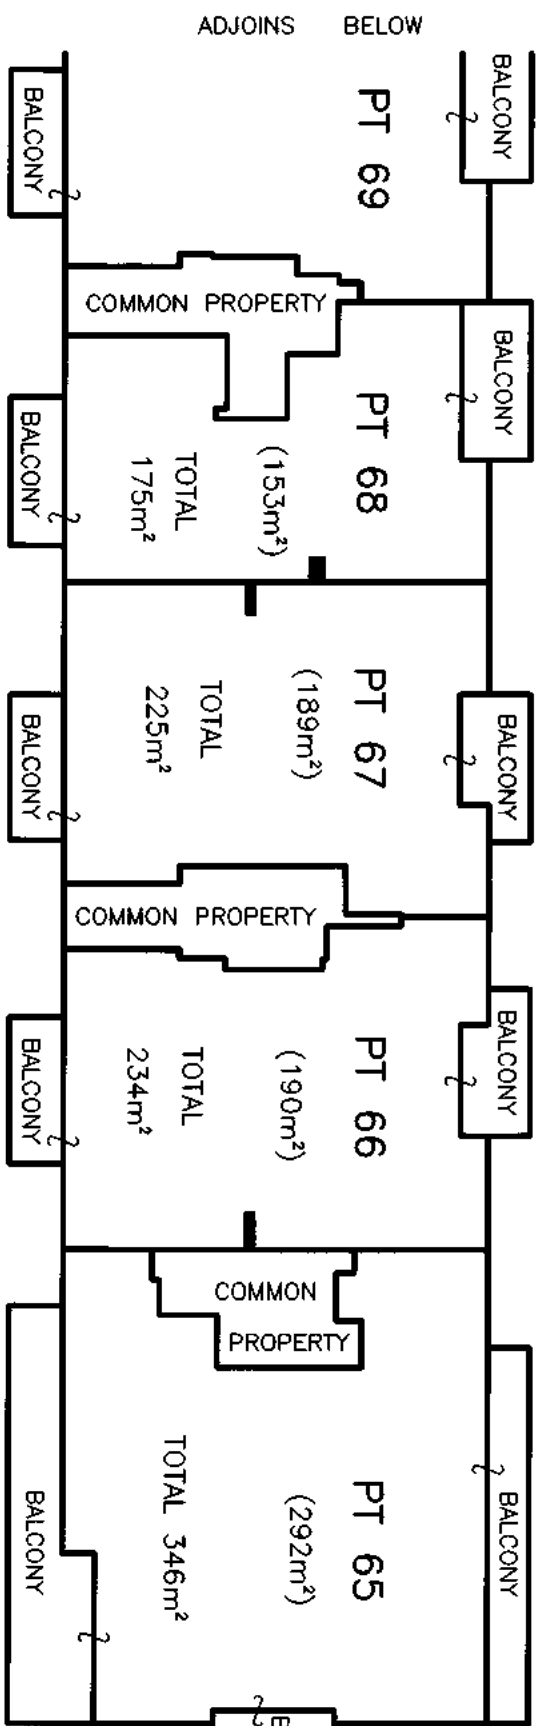 ADJOINS BELOW
BALCONY
PT 69
BALCONY
COMMON PROPERTY
BALCONY
PT 68
(153m²)
TOTAL
175m²
BALCONY
BALCONY
PT 67
(189m²)
TOTAL
225m²
BALCONY
COMMON PROPERTY
BALCONY
PT 66
(190m²)
TOTAL
234m²
BALCONY
COMMON
PROPERTY
BALCONY
PT 65
(292m²)
TOTAL 346m²
BALCONY